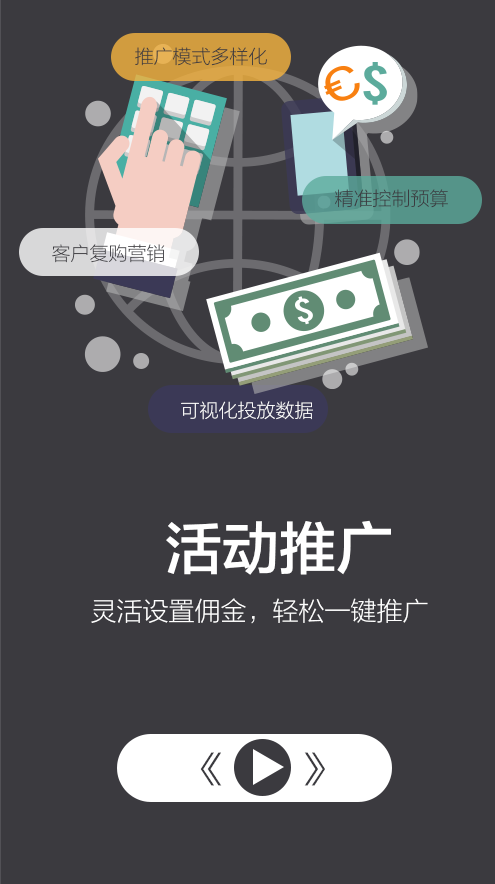 推广模式多样化
€$
精准控制预算
客户复购营销
$
可视化投放数据
活动推广
灵活设置佣金，轻松一键推广
《 》